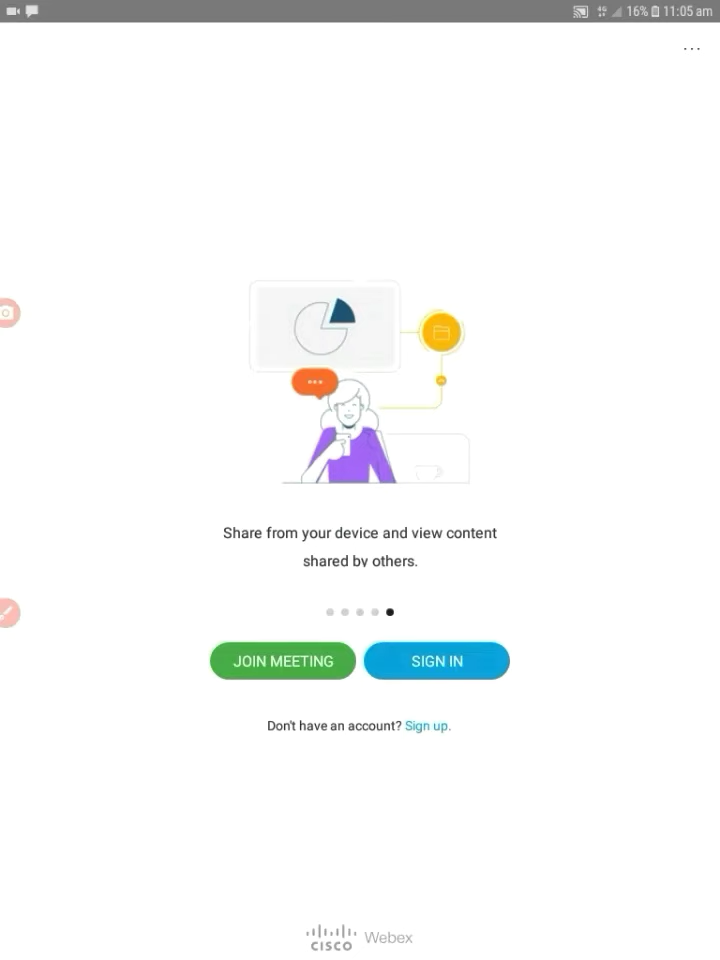 4G 16% 11:05 am
...
Share from your device and view content
shared by others.
JOIN MEETING SIGN IN
Don't have an account? Sign up.
CISCO Webex